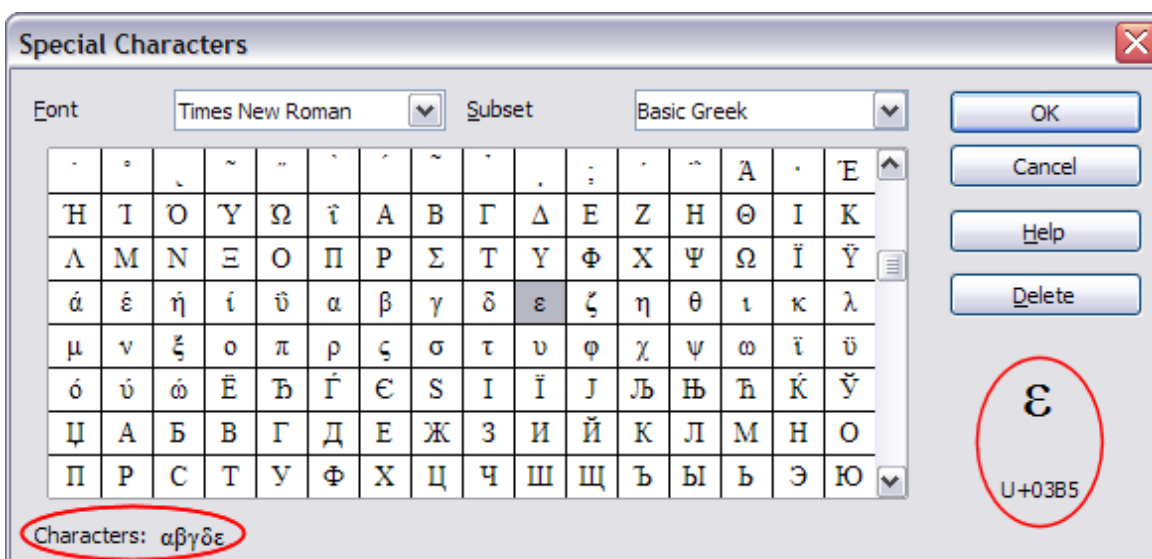 Special Characters
Font Times New Roman Subset Basic Greek OK
Cancel
Help
Delete
΄ Ά · Έ
Ή Ί Ό Ύ Ώ ΐ Α Β Γ Δ Ε Ζ Η Θ Ι Κ
Λ Μ Ν Ξ Ο Π Ρ Σ Τ Υ Φ Χ Ψ Ω Ϊ Ϋ
ά έ ή ί ΰ α β γ δ ε ζ η θ ι κ λ
μ ν ξ ο π ρ ς σ τ υ φ χ ψ ω ϊ ϋ
ό ύ ώ Ё Ђ Ѓ Є Ѕ І Ї Ј Љ Њ Ћ Ќ Ў
Џ А Б В Г Д Е Ж З И Й К Л М Н О
П Р С Т У Ф Х Ц Ч Ш Щ Ъ Ы Ь Э Ю
ε
U+03B5
Characters: αβγδε